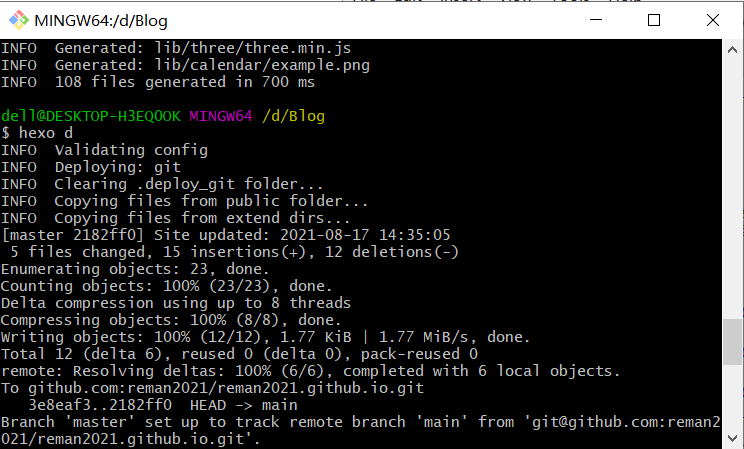 MINGW64:/d/Blog
INFO  Generated: lib/three/three.min.js
INFO  Generated: lib/calendar/example.png
INFO  108 files generated in 700 ms
dell@DESKTOP-H3EQOOK MINGW64 /d/Blog
$ hexo d
INFO  Validating config
INFO  Deploying: git
INFO  Clearing .deploy_git folder...
INFO  Copying files from public folder...
INFO  Copying files from extend dirs...
[master 2182ff0] Site updated: 2021-08-17 14:35:05
 5 files changed, 15 insertions(+), 12 deletions(-)
Enumerating objects: 23, done.
Counting objects: 100% (23/23), done.
Delta compression using up to 8 threads
Compressing objects: 100% (8/8), done.
Writing objects: 100% (12/12), 1.77 KiB | 1.77 MiB/s, done.
Total 12 (delta 6), reused 0 (delta 0), pack-reused 0
remote: Resolving deltas: 100% (6/6), completed with 6 local objects.
To github.com:reman2021/reman2021.github.io.git
   3e8eaf3..2182ff0  HEAD -> main
Branch 'master' set up to track remote branch 'main' from 'git@github.com:reman2
021/reman2021.github.io.git'.